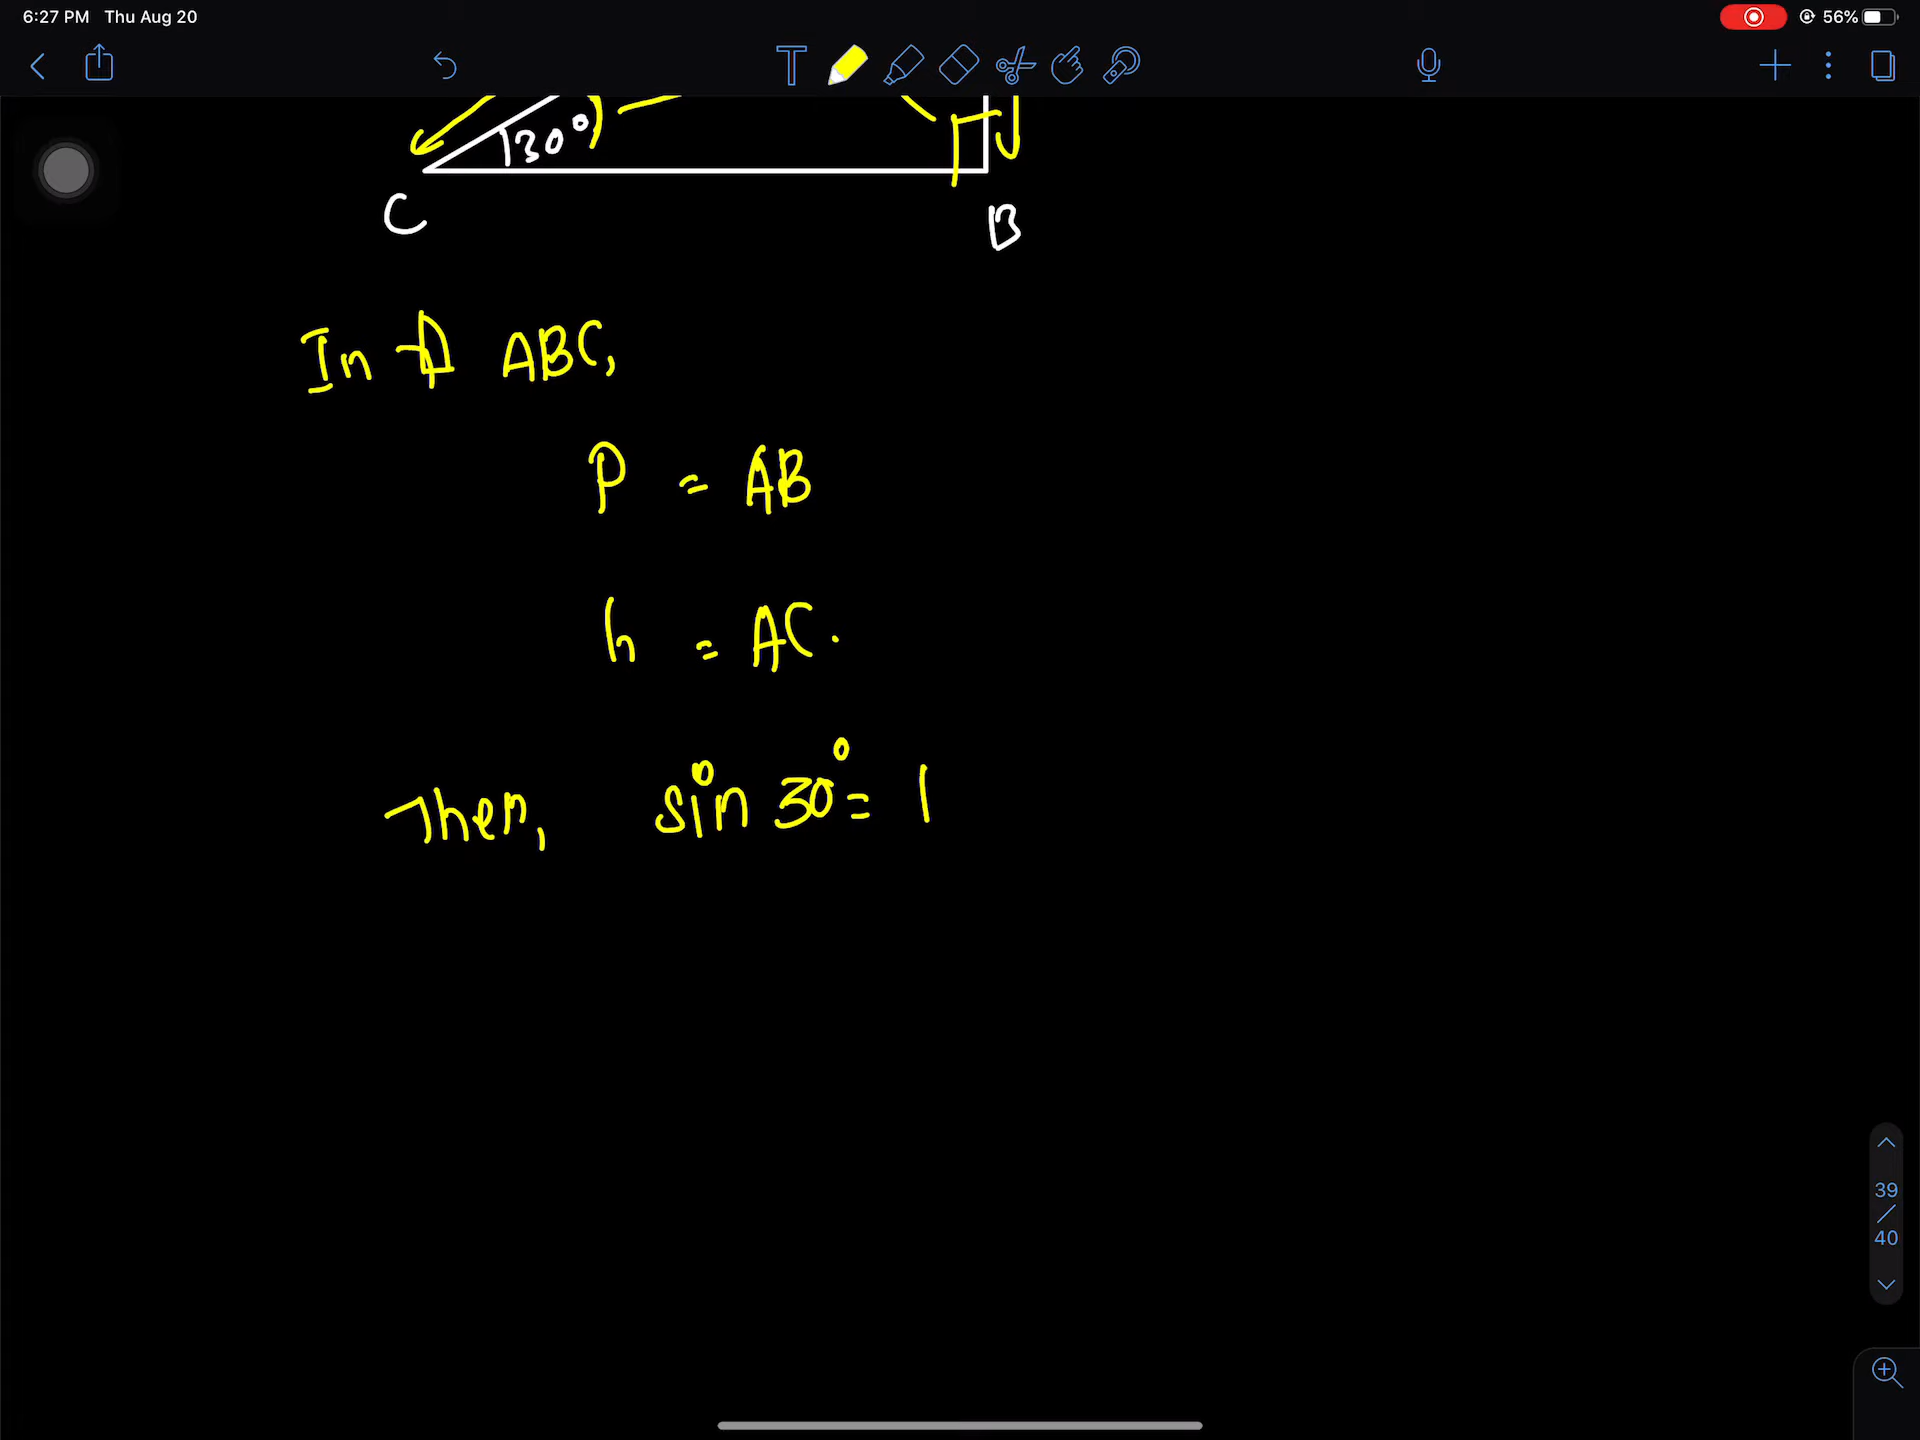 6:27 PM Thu Aug 20
56%
30°
C
B
In ABC,
P = AB
h = AC.
Then, sin 30° = 1
39
/
40